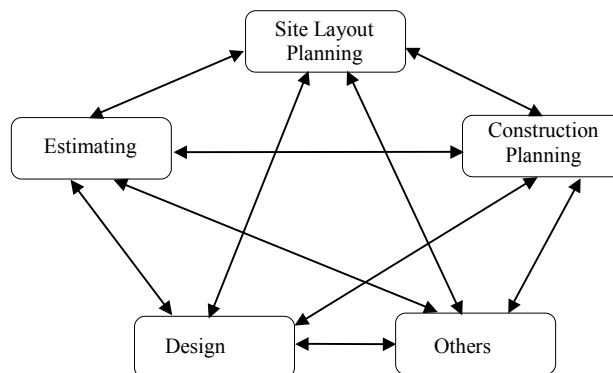 Site Layout
Planning
Estimating
Construction
Planning
Design
Others